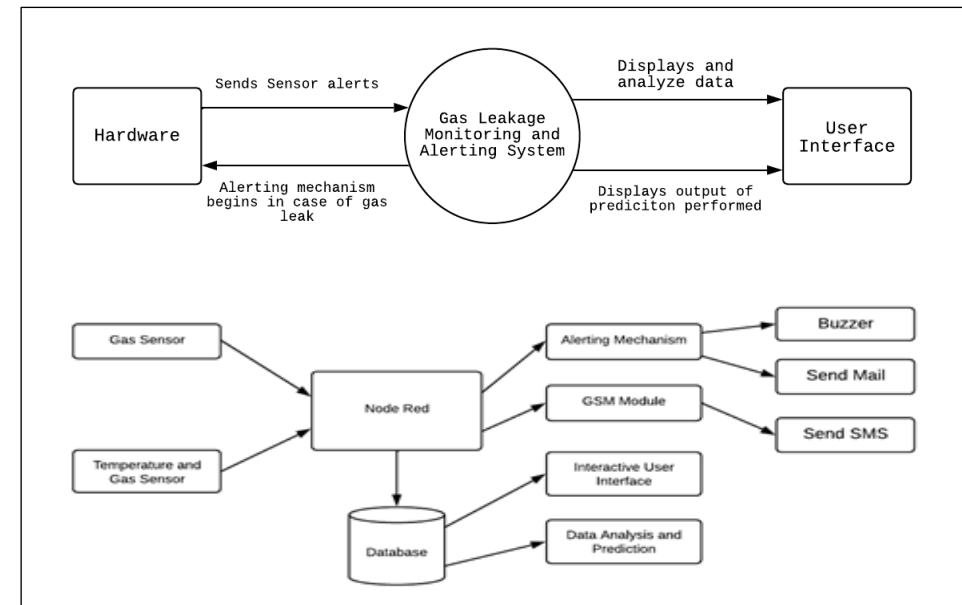 Sends Sensor alerts
Displays and
analyze data
Hardware
Gas Leakage
Monitoring and
Alerting System
User
Interface
Alerting mechanism
begins in case of gas
leak
Displays output of
prediciton performed
Gas Sensor
Alerting Mechanism
Buzzer
Send Mail
Node Red
GSM Module
Send SMS
Temperature and
Gas Sensor
Interactive User
Interface
Database
Data Analysis and
Prediction